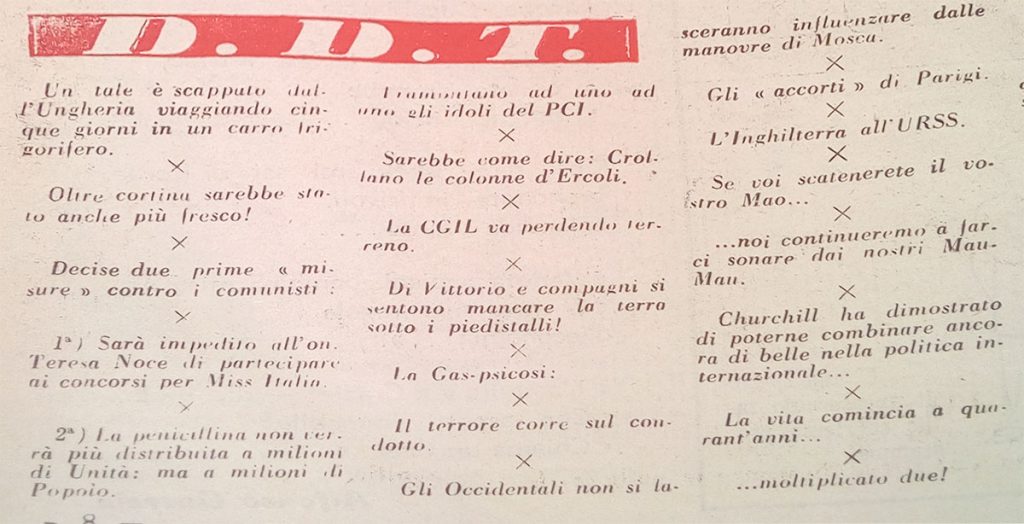 D. D. T.
Un tale è scappato dal-
l'Ungheria viaggiando cin-
que giorni in un carro fri-
gorifero.
×
Oltre cortina sarebbe sta-
to anche più fresco!
×
Decise due prime « mi-
sure » contro i comunisti :
×
1ª) Sarà impedito all'on.
Teresa Noce di partecipare
ai concorsi per Miss Italia.
×
2ª) La penicillina non ver-
rà più distribuita a milioni
di Unità: ma a milioni di
Popolo.
Tramontano ad uno ad
uno gli idoli del PCI.
×
Sarebbe come dire: Crol-
lano le colonne d'Ercoli.
×
La CGIL va perdendo ter-
reno.
×
Di Vittorio e compagni si
sentono mancare la terra
sotto i piedistalli!
×
La Gas-psicosi:
×
Il terrore corre sul con-
dotto.
×
Gli Occidentali non si la-
sceranno influenzare dalle
manovre di Mosca.
×
Gli « accorti » di Parigi.
×
L'Inghilterra all'URSS.
×
Se voi scatenerete il vo-
stro Mao...
×
...noi continueremo a far-
ci sonare dai nostri Mau-
Mau.
×
Churchill ha dimostrato
di poterne combinare anco-
ra di belle nella politica in-
ternazionale...
×
La vita comincia a qua-
rant'anni...
×
...moltiplicato due!